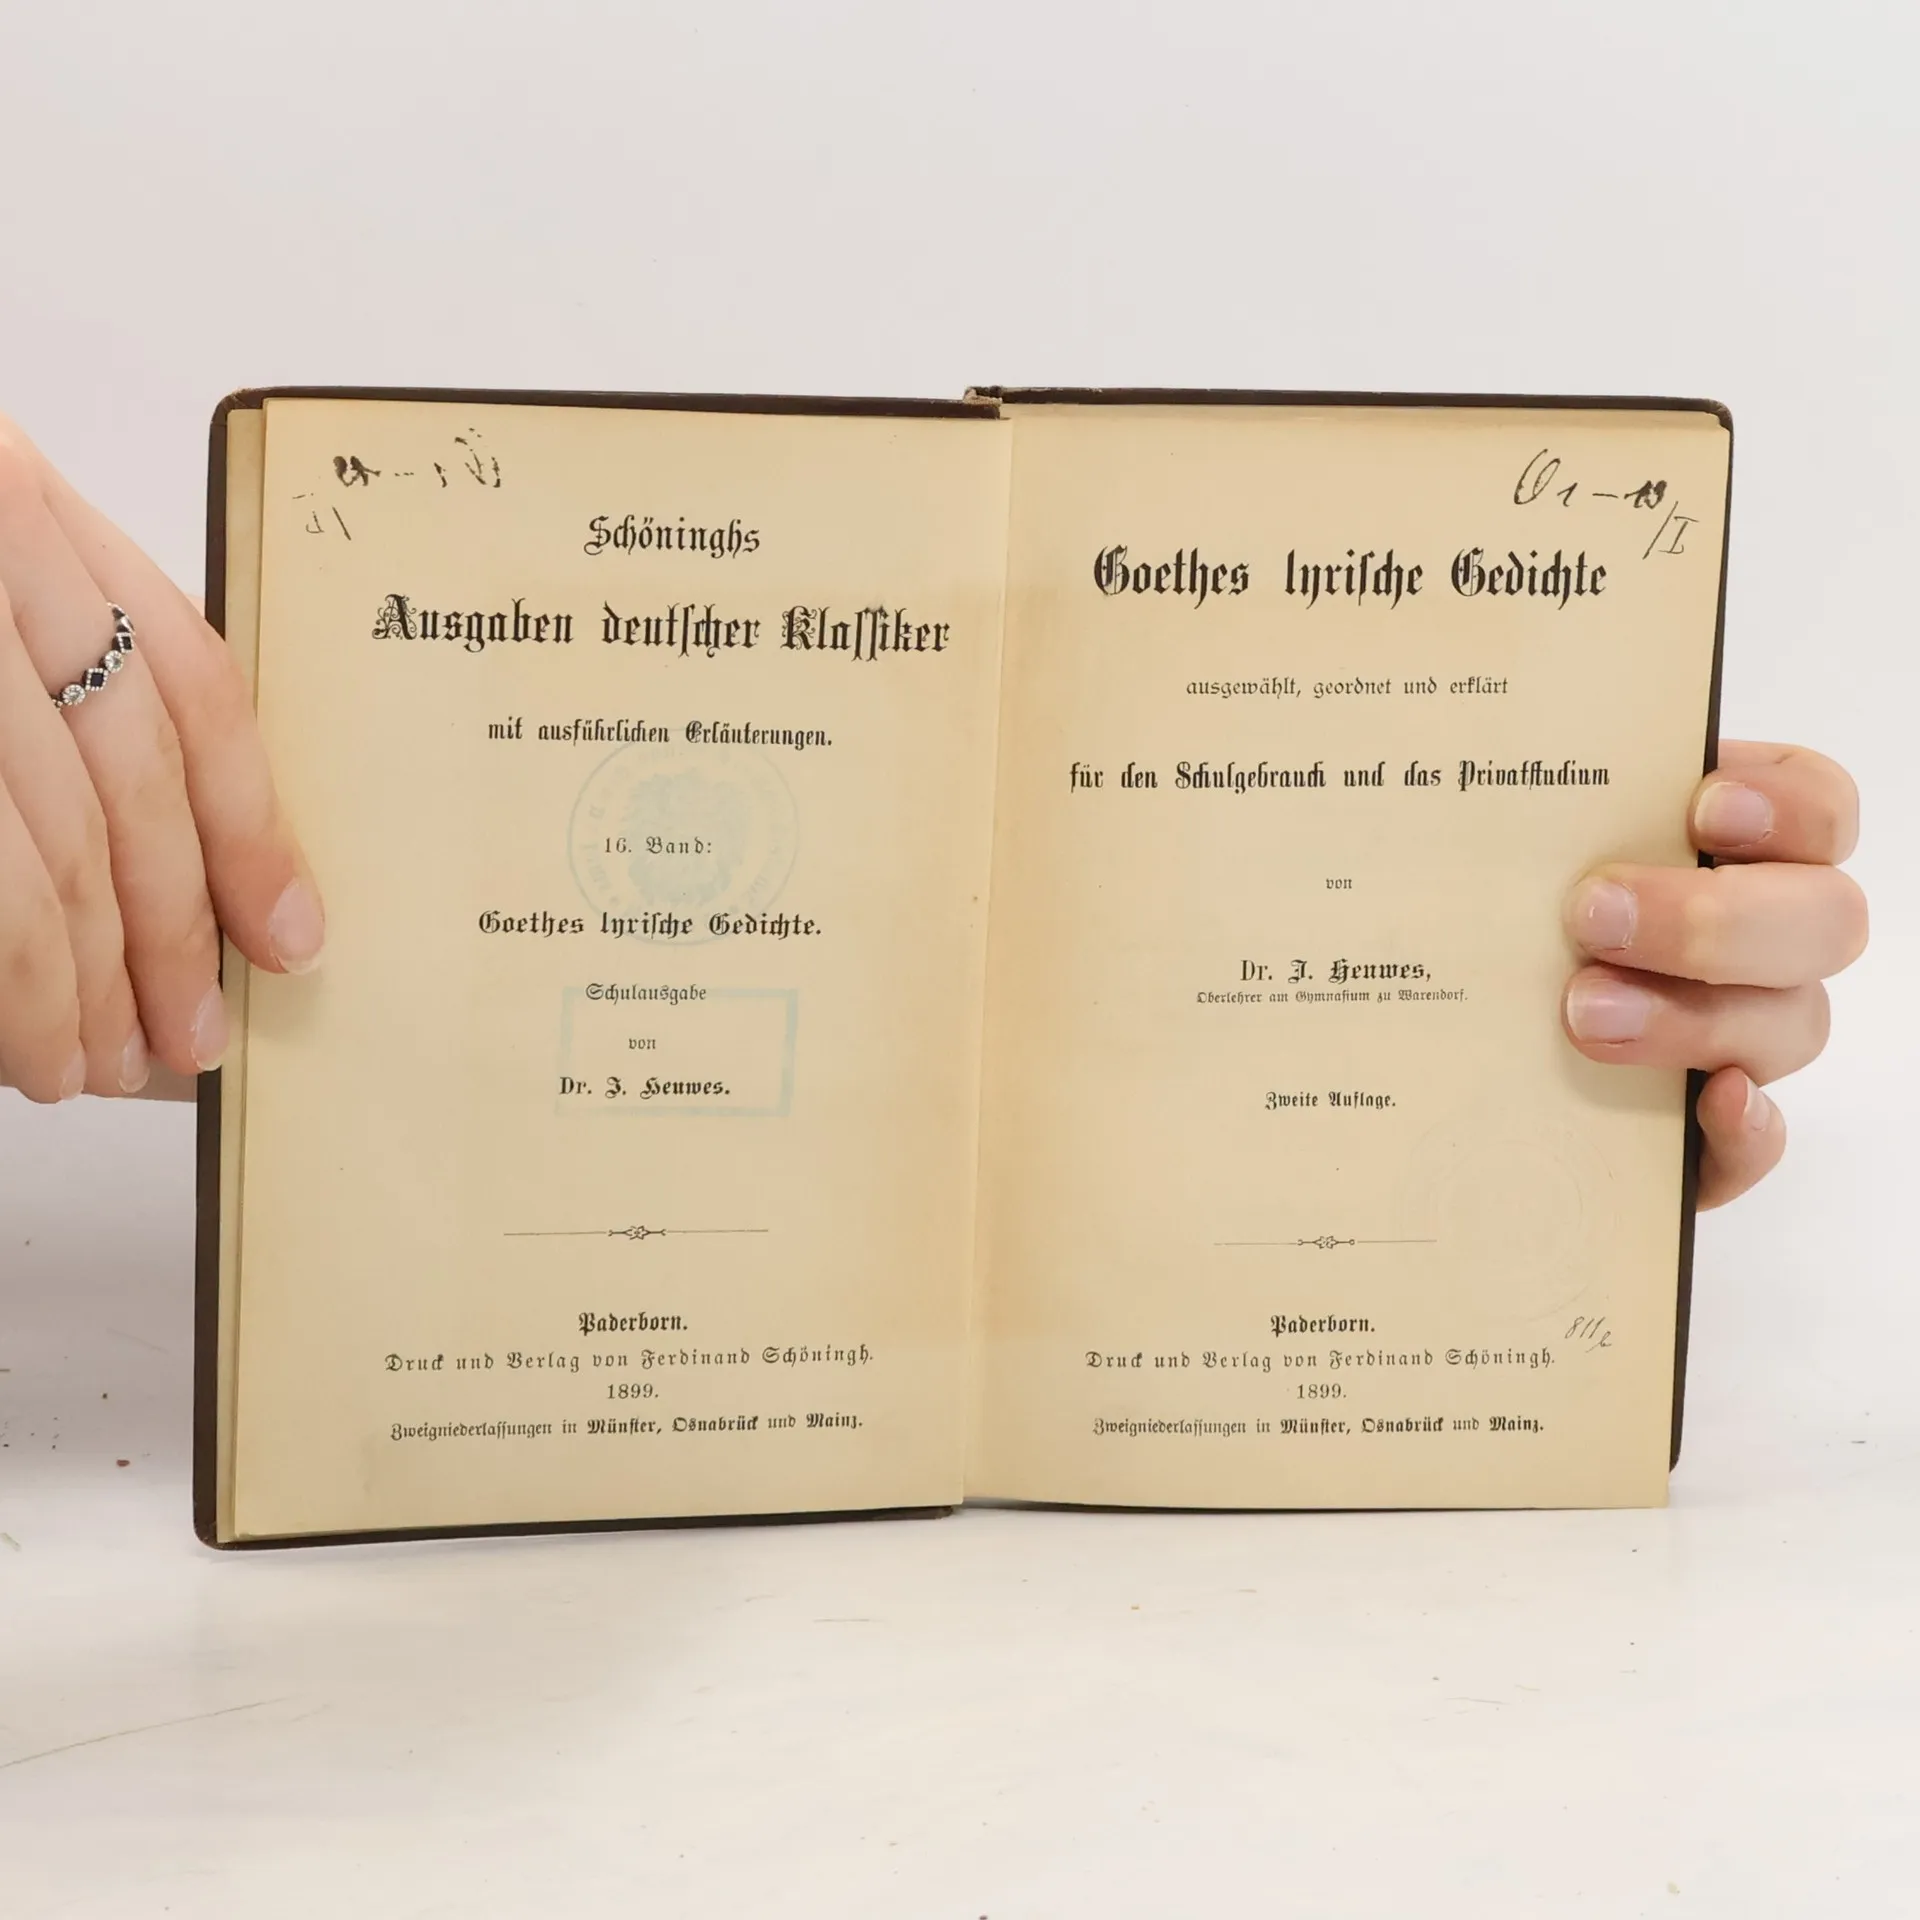 Schöninghs
Ausgaben deutscher Klassiker
mit ausführlichen Erläuterungen.
16. Band:
Goethes lyrische Gedichte.
Schulausgabe
von
Dr. J. Heuwes.
Paderborn.
Druck und Verlag von Ferdinand Schöningh.
1899.
Zweigniederlassungen in Münster, Osnabrück und Mainz.
Goethes lyrische Gedichte
ausgewählt, geordnet und erklärt
für den Schulgebrauch und das Privatstudium
von
Dr. J. Heuwes,
Oberlehrer am Gymnasium zu Warendorf.
Zweite Auflage.
Paderborn.
Druck und Verlag von Ferdinand Schöningh.
1899.
Zweigniederlassungen in Münster, Osnabrück und Mainz.